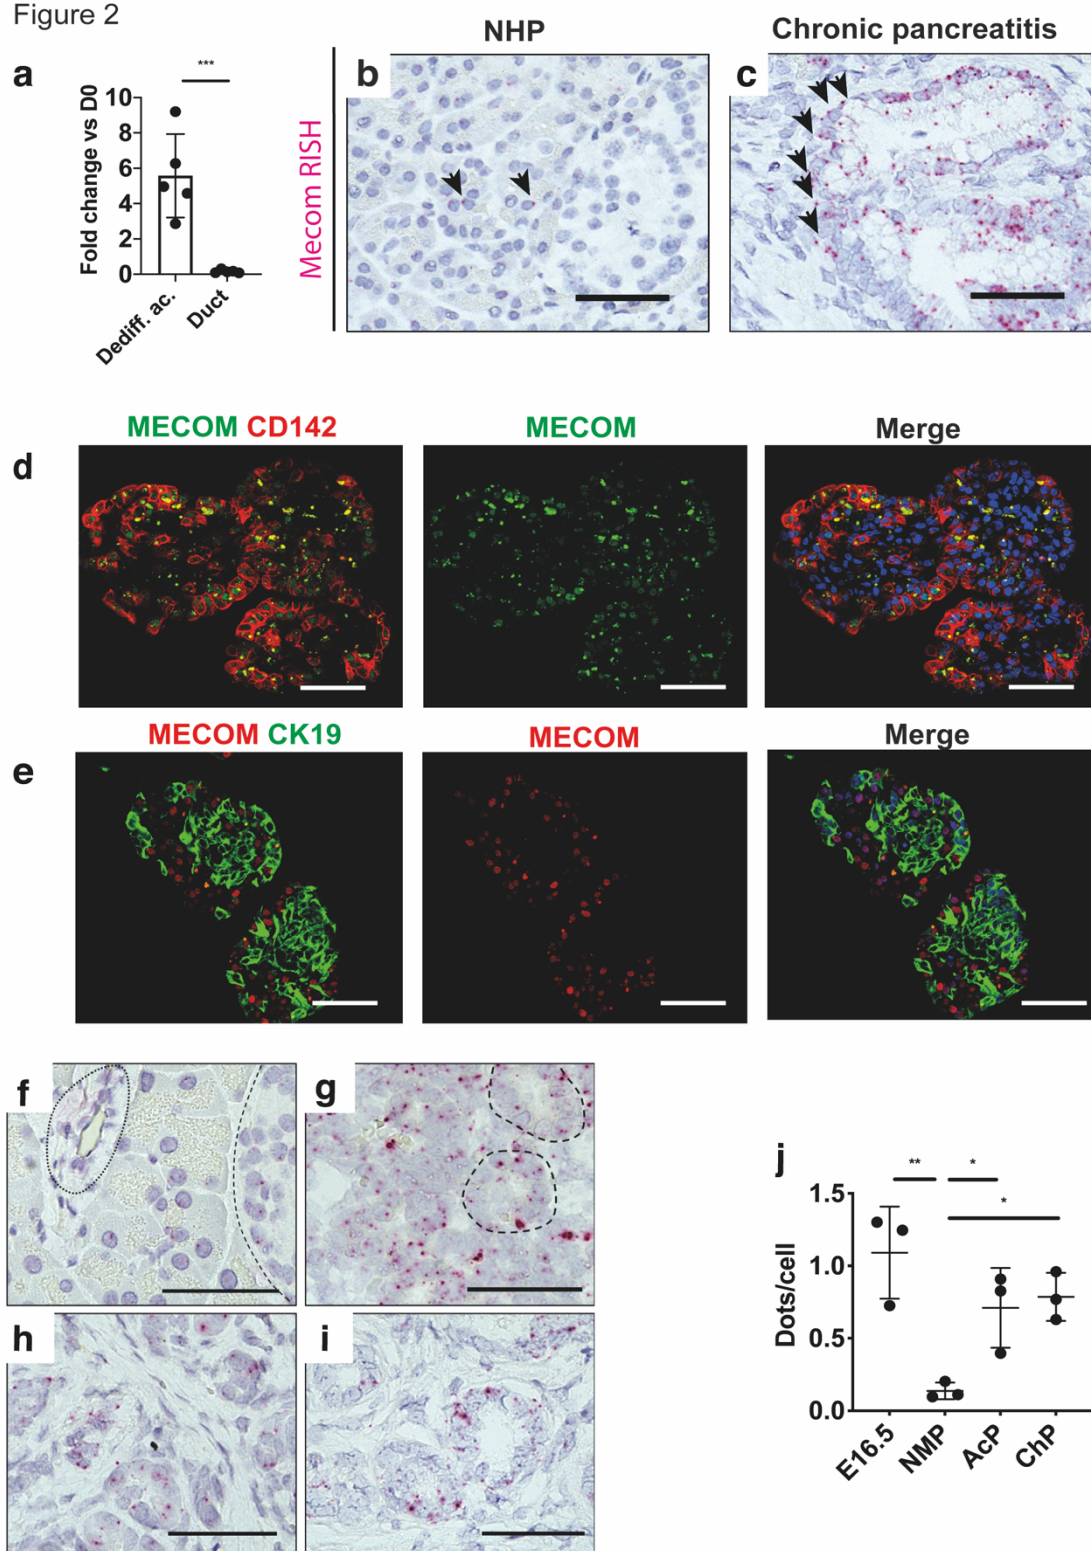 Figure 2
NHP
Chronic pancreatitis
a
***
Fold change vs D0
10
8
6
4
2
0
Dediff. ac.
Duct
Mecom RISH
b
c
MECOM CD142
MECOM
Merge
d
MECOM CK19
MECOM
Merge
e
f
g
h
i
j
**
*
*
Dots/cell
1.5
1.0
0.5
0.0
E16.5
NMP
AcP
ChP